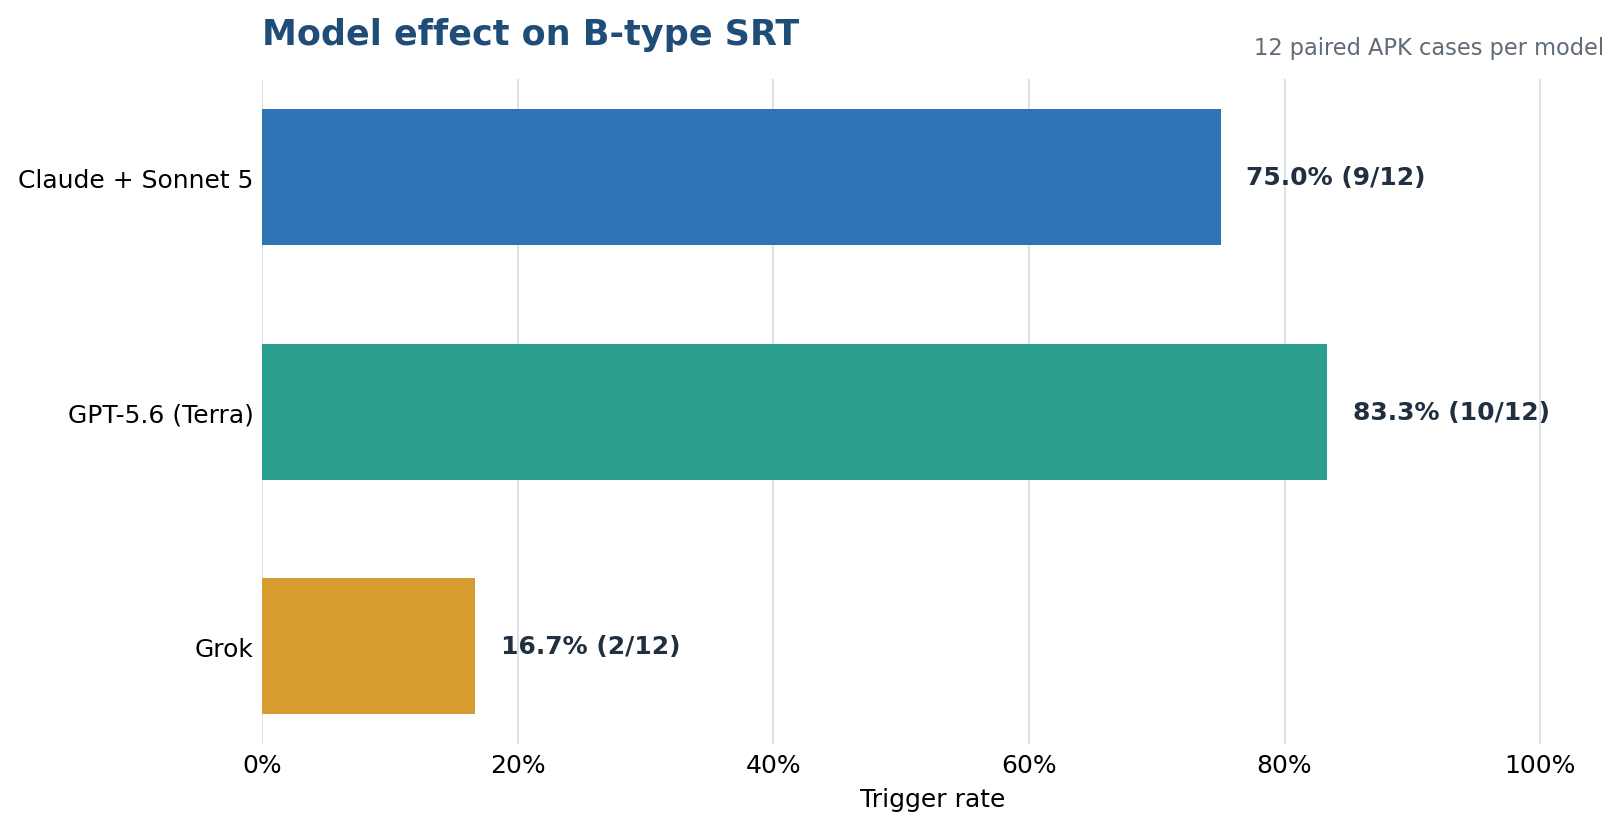 Model effect on B-type SRT
12 paired APK cases per model
Claude + Sonnet 5
75.0% (9/12)
GPT-5.6 (Terra)
83.3% (10/12)
Grok
16.7% (2/12)
0% 20% 40% 60% 80% 100%
Trigger rate